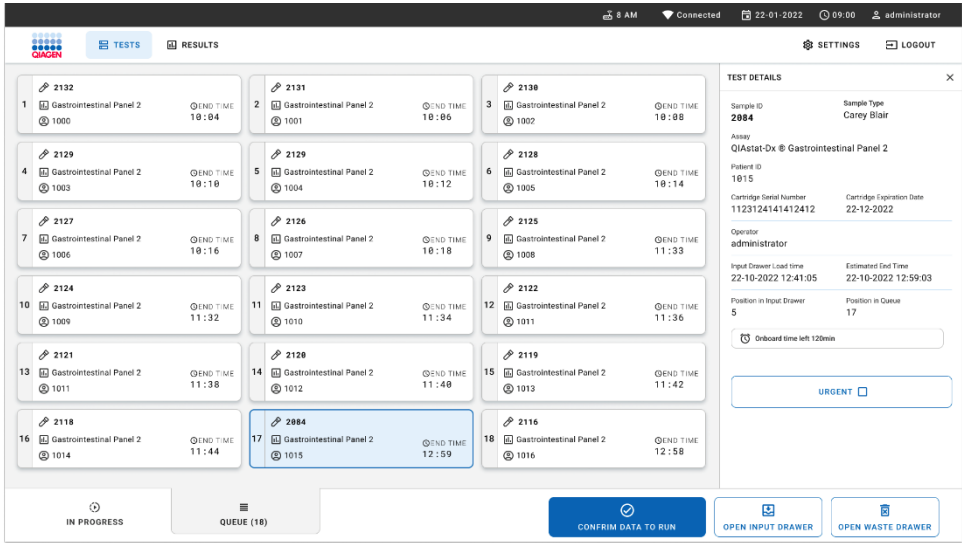 8 AM Connected 22-01-2022 09:00 administrator
QIAGEN TESTS RESULTS SETTINGS LOGOUT
1 2132 Gastrointestinal Panel 2 1000 END TIME 10:04
2 2131 Gastrointestinal Panel 2 1001 END TIME 10:06
3 2130 Gastrointestinal Panel 2 1002 END TIME 10:08
4 2129 Gastrointestinal Panel 2 1003 END TIME 10:10
5 2129 Gastrointestinal Panel 2 1004 END TIME 10:12
6 2128 Gastrointestinal Panel 2 1005 END TIME 10:14
7 2127 Gastrointestinal Panel 2 1006 END TIME 10:16
8 2126 Gastrointestinal Panel 2 1007 END TIME 10:18
9 2125 Gastrointestinal Panel 2 1008 END TIME 11:33
10 2124 Gastrointestinal Panel 2 1009 END TIME 11:32
11 2123 Gastrointestinal Panel 2 1010 END TIME 11:34
12 2122 Gastrointestinal Panel 2 1011 END TIME 11:36
13 2121 Gastrointestinal Panel 2 1011 END TIME 11:38
14 2120 Gastrointestinal Panel 2 1012 END TIME 11:40
15 2119 Gastrointestinal Panel 2 1013 END TIME 11:42
16 2118 Gastrointestinal Panel 2 1014 END TIME 11:44
17 2084 Gastrointestinal Panel 2 1015 END TIME 12:59
18 2116 Gastrointestinal Panel 2 1016 END TIME 12:58
TEST DETAILS
Sample ID Sample Type
2084 Carey Blair
Assay
QIAstat-Dx ® Gastrointestinal Panel 2
Patient ID
1015
Cartridge Serial Number Cartridge Expiration Date
1123124141412412 22-12-2022
Operator
administrator
Input Drawer Load time Estimated End Time
22-10-2022 12:41:05 22-10-2022 12:59:03
Position in Input Drawer Position in Queue
5 17
Onboard time left 120min
URGENT
IN PROGRESS QUEUE (18) CONFRIM DATA TO RUN OPEN INPUT DRAWER OPEN WASTE DRAWER